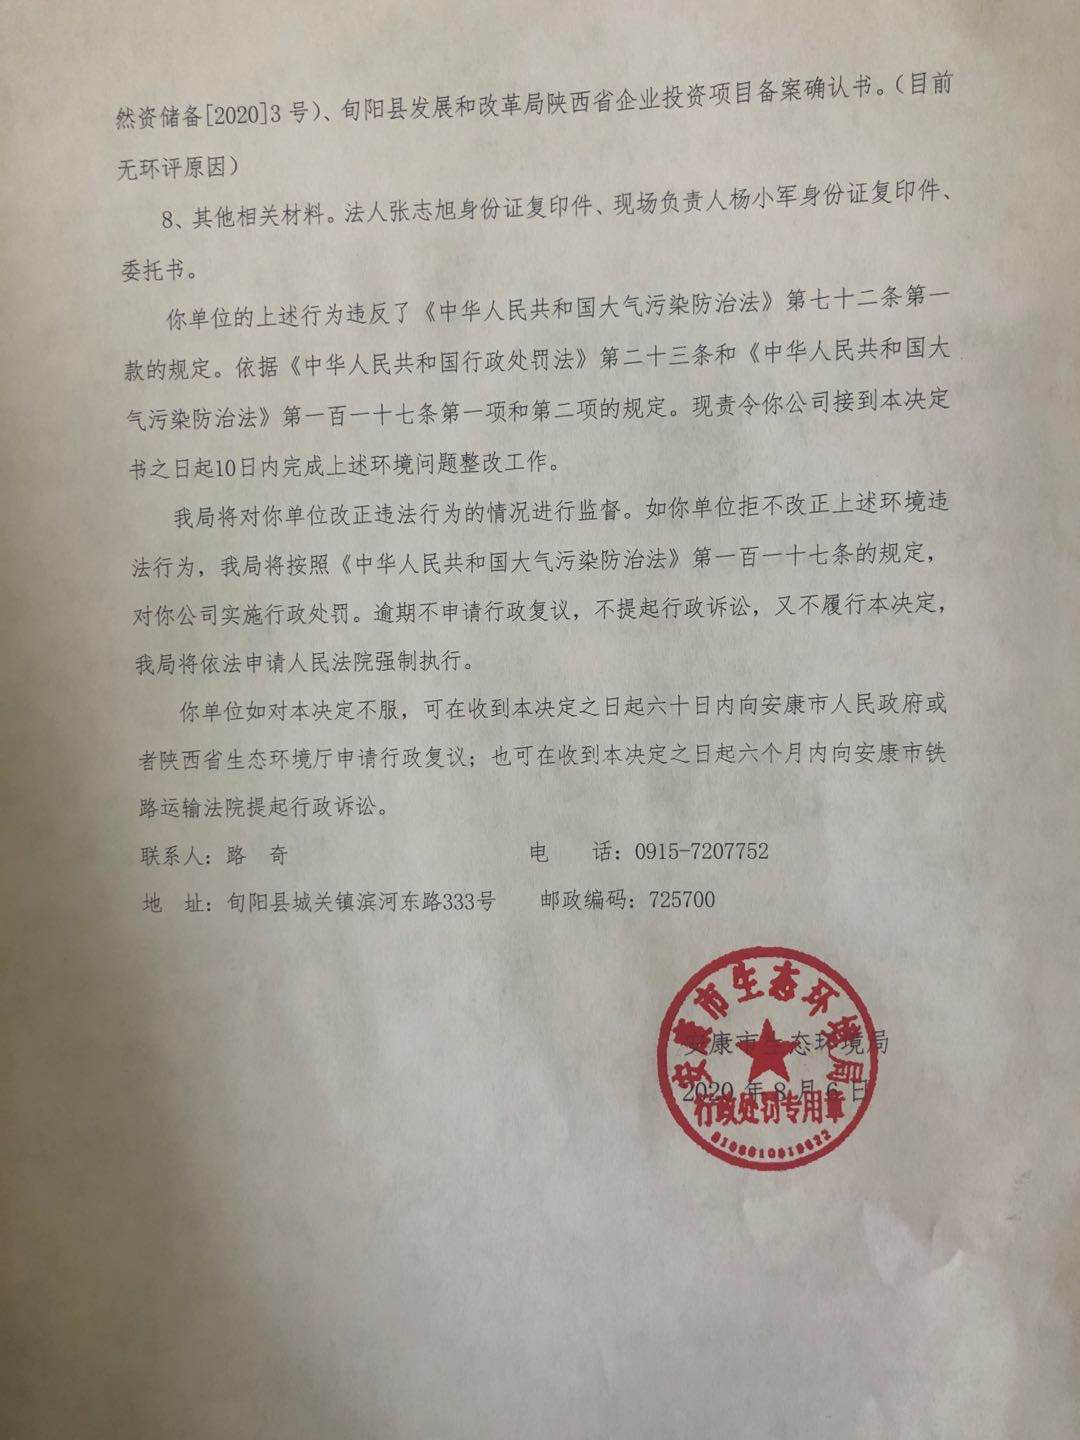 然资储备[2020]3 号）、旬阳县发展和改革局陕西省企业投资项目备案确认书。（目前
无环评原因）
8、其他相关材料。法人张志旭身份证复印件、现场负责人杨小军身份证复印件、
委托书。
你单位的上述行为违反了《中华人民共和国大气污染防治法》第七十二条第一
款的规定。依据《中华人民共和国行政处罚法》第二十三条和《中华人民共和国大
气污染防治法》第一百一十七条第一项和第二项的规定。现责令你公司接到本决定
书之日起10日内完成上述环境问题整改工作。
我局将对你单位改正违法行为的情况进行监督。如你单位拒不改正上述环境违
法行为，我局将按照《中华人民共和国大气污染防治法》第一百一十七条的规定，
对你公司实施行政处罚。逾期不申请行政复议，不提起行政诉讼，又不履行本决定，
我局将依法申请人民法院强制执行。
你单位如对本决定不服，可在收到本决定之日起六十日内向安康市人民政府或
者陕西省生态环境厅申请行政复议；也可在收到本决定之日起六个月内向安康市铁
路运输法院提起行政诉讼。
联系人：路　奇　　　电　　话：0915-7207752
地　址：旬阳县城关镇滨河东路333号　　邮政编码：725700
安康市生态环境局
安康市生态环境局
2020 年 8 月 6 日
行政处罚专用章